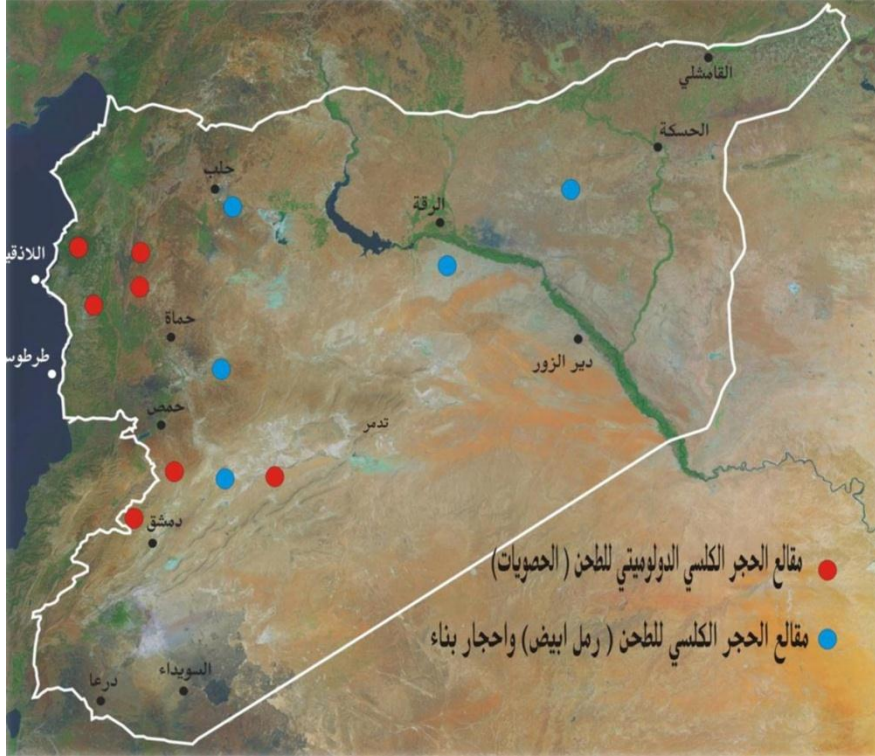 القامشلي
الحسكة
حلب
الرقة
اللاذقي
حماة
دير الزور
طرطوس
حمص
تدمر
دمشق
مقالع الحجر الكلسي الدولوميتي للطحن ( الحصويات)
مقالع الحجر الكلسي للطحن ( رمل ابيض) واحجار بناء
السويداء
درعا